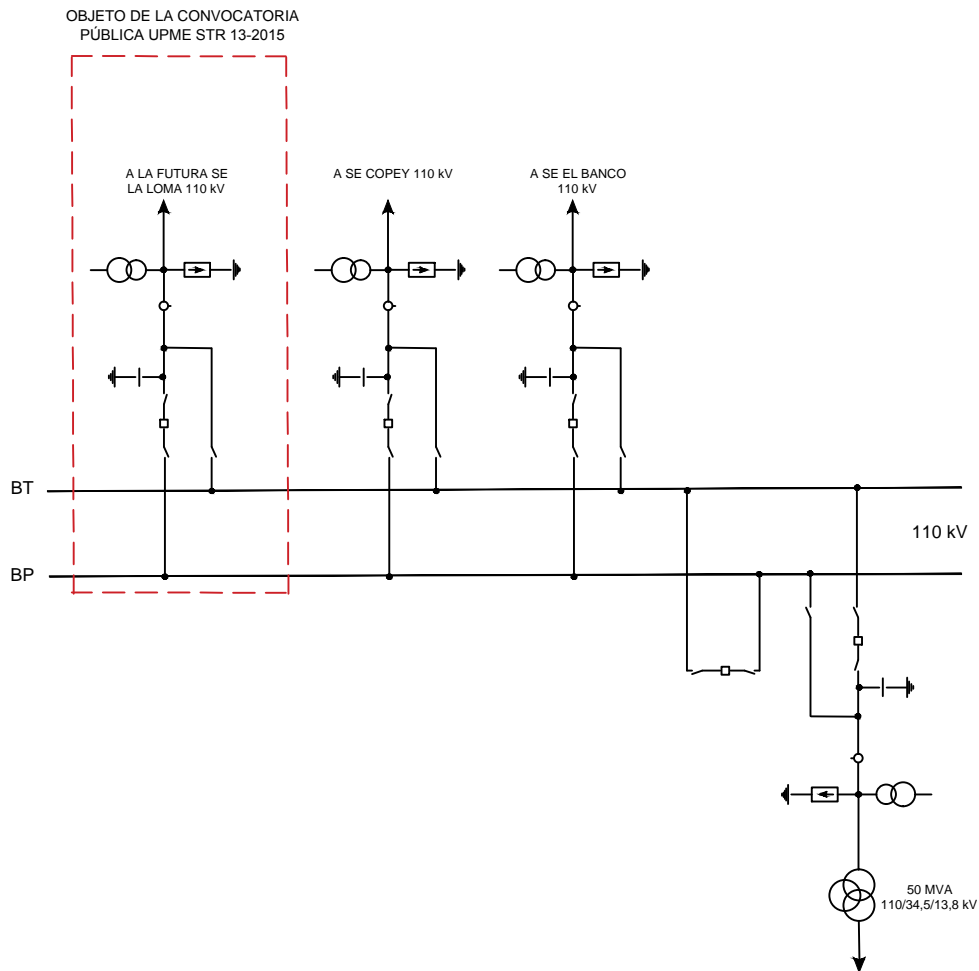 OBJETO DE LA CONVOCATORIA
PÚBLICA UPME STR 13-2015
A LA FUTURA SE
LA LOMA 110 kV
A SE COPEY 110 kV
A SE EL BANCO
110 kV
BT
110 kV
BP
50 MVA
110/34,5/13,8 kV